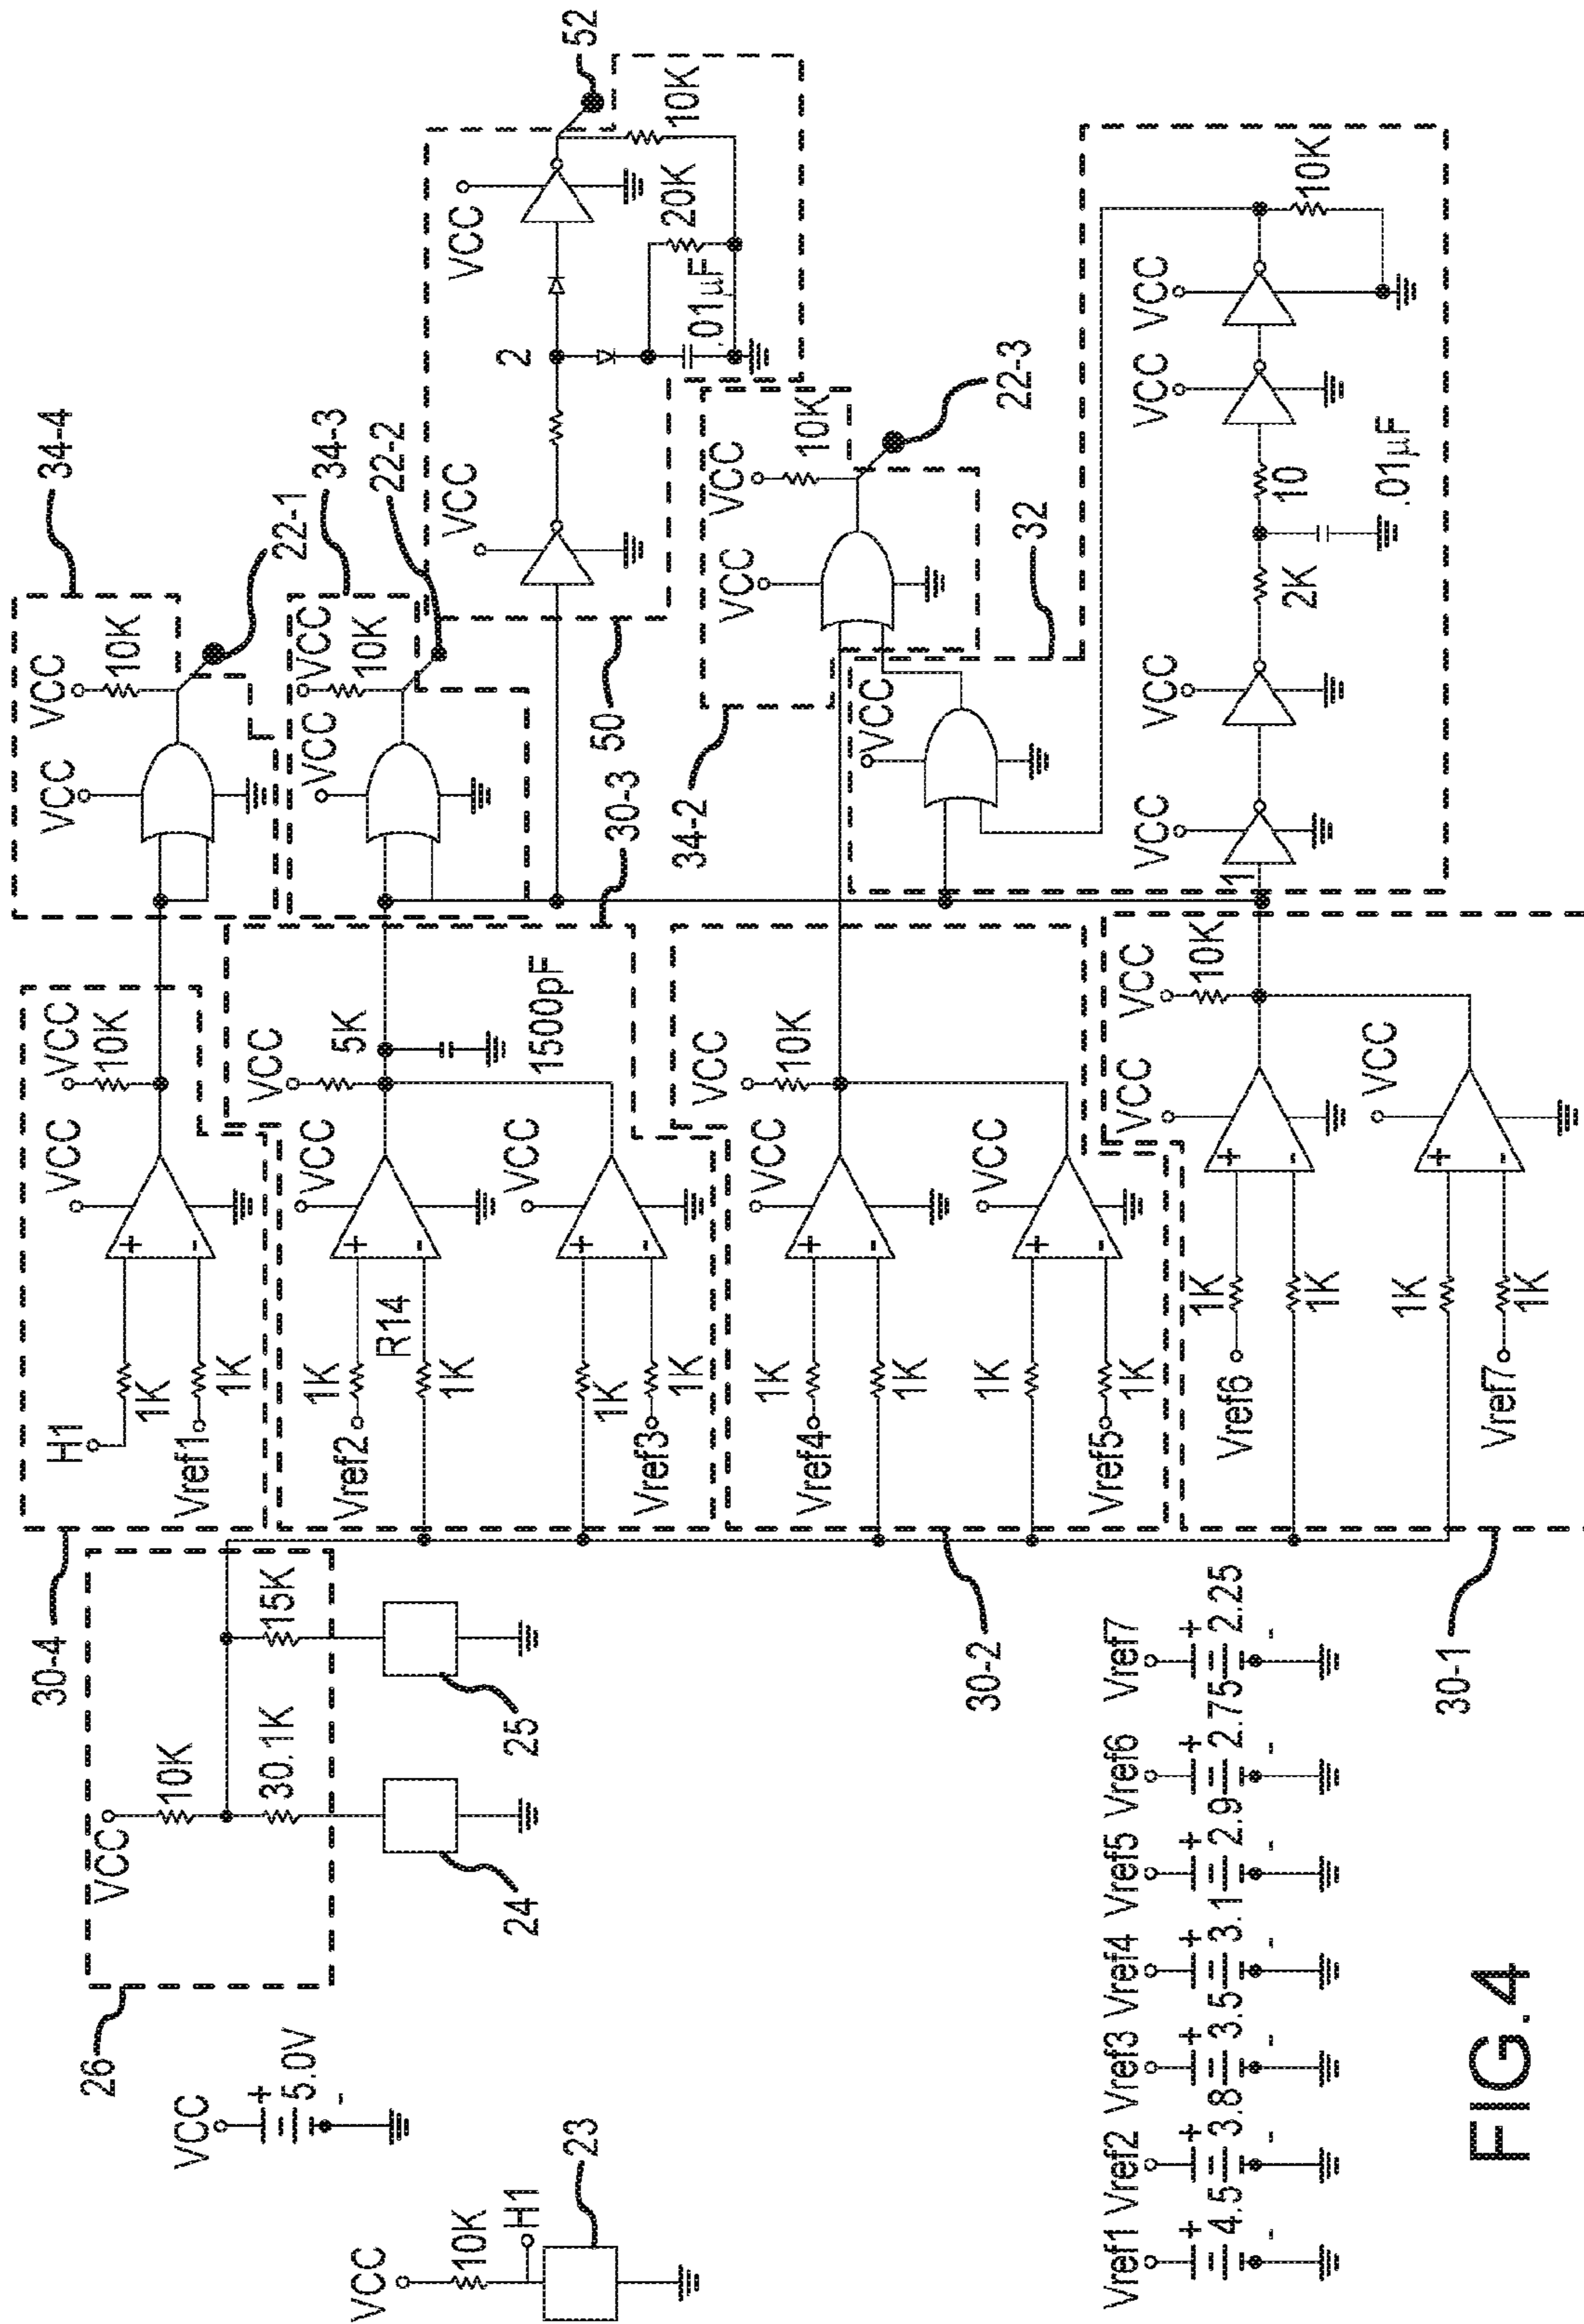 34-4
VCC
VCC
10K
22-1
34-3
VCC
VCC
10K
22-2
52
VCC
VCC
2
20K
10K
.01µF
50
30-3
34-2
VCC
VCC
10K
22-3
VCC
32
VCC
VCC
VCC
VCC
1
2K
10
.01µF
10K
30-4
H1
1K
Vref1
1K
+
-
VCC
VCC
10K
Vref2
1K
R14
1K
+
-
VCC
VCC
5K
1500pF
1K
Vref3
1K
+
-
VCC
Vref4
1K
1K
+
-
VCC
VCC
10K
1K
Vref5
1K
+
-
VCC
30-2
Vref6
1K
1K
+
-
VCC
VCC
10K
1K
Vref7
1K
+
-
VCC
30-1
26
VCC
10K
30.1K
15K
24
25
VCC
+
5.0V
-
VCC
10K
H1
23
Vref1 Vref2 Vref3 Vref4 Vref5 Vref6 Vref7
+ + + + + + +
4.5 3.8 3.5 3.1 2.9 2.75 2.25
- - - - - - -
FIG.4